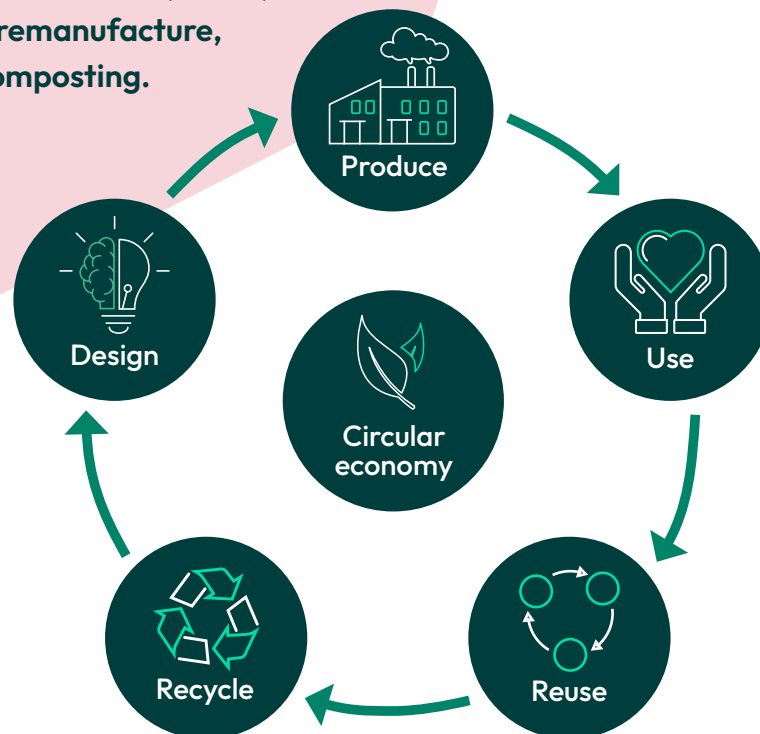 remanufacture,
omposting.
Produce
Design
Use
Circular
economy
Recycle
Reuse